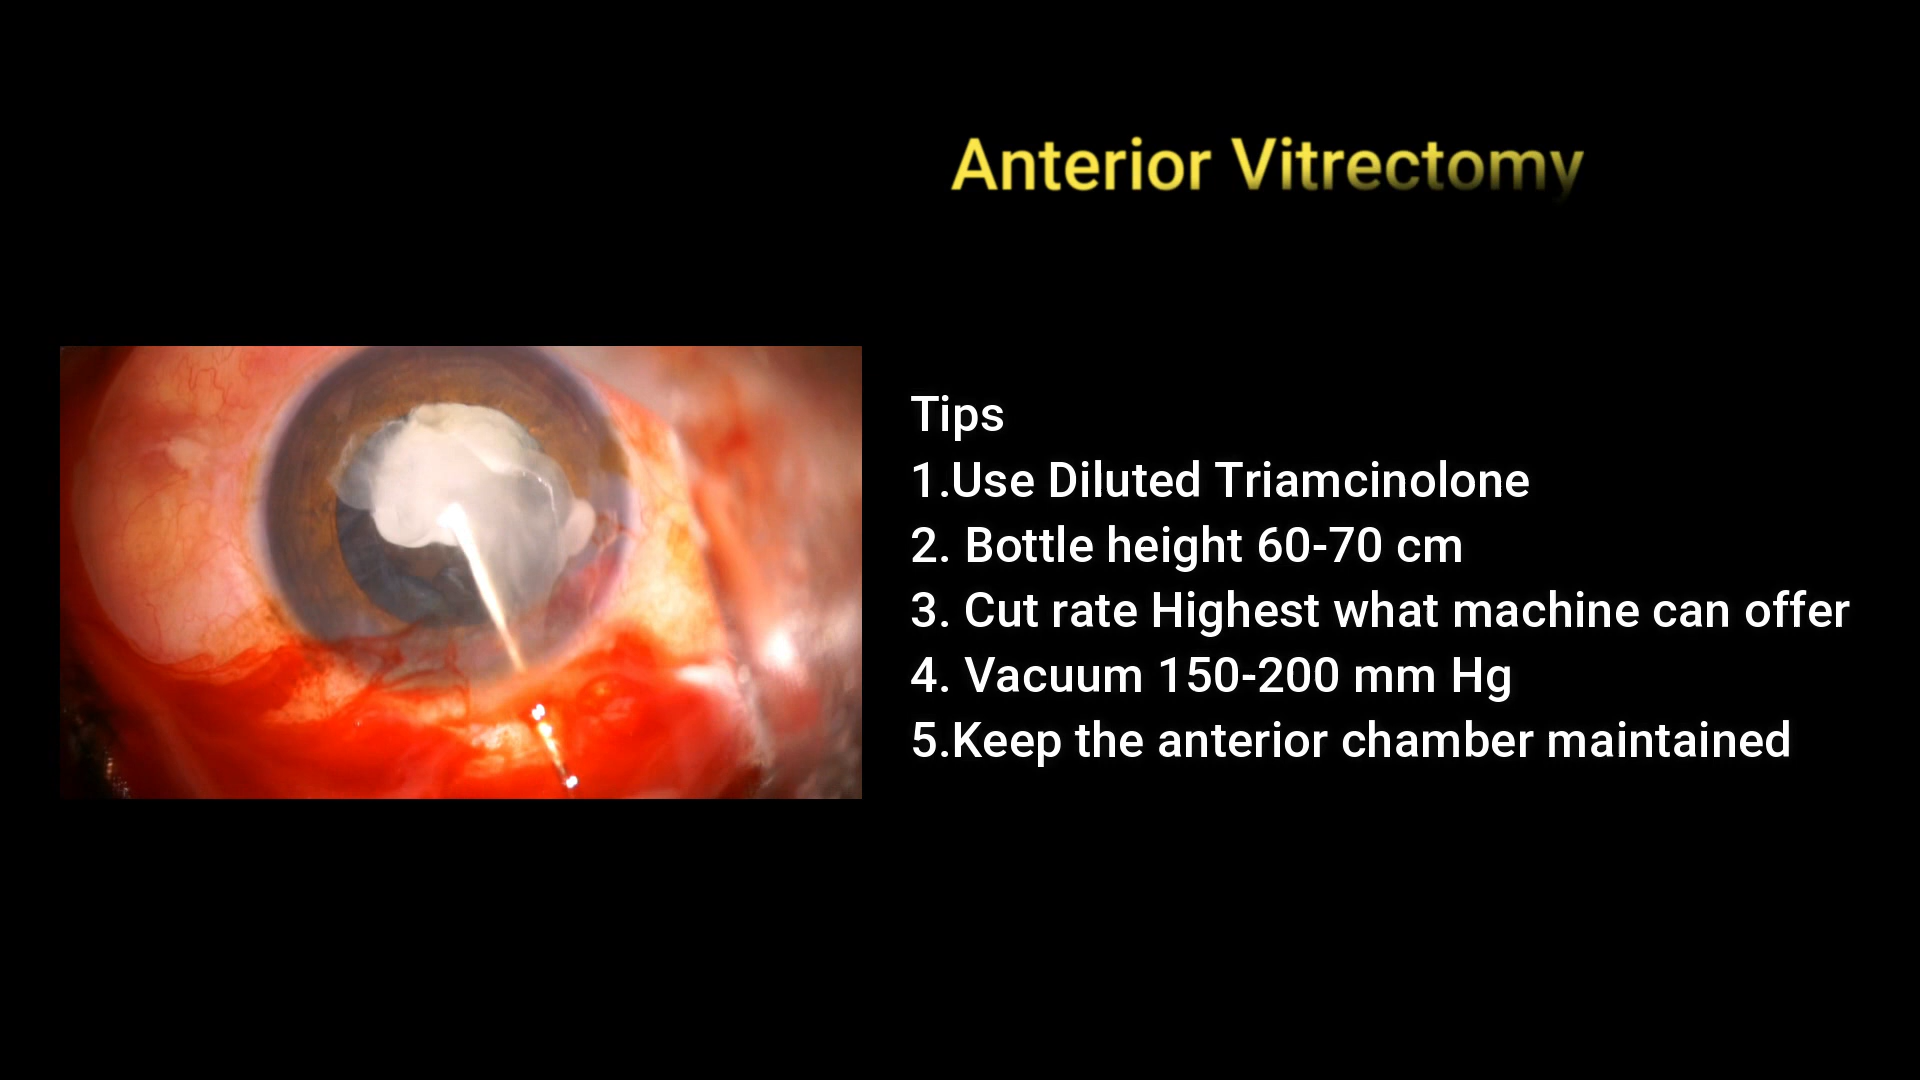 Anterior Vitrectomy
Tips
1.Use Diluted Triamcinolone
2. Bottle height 60-70 cm
3. Cut rate Highest what machine can offer
4. Vacuum 150-200 mm Hg
5.Keep the anterior chamber maintained